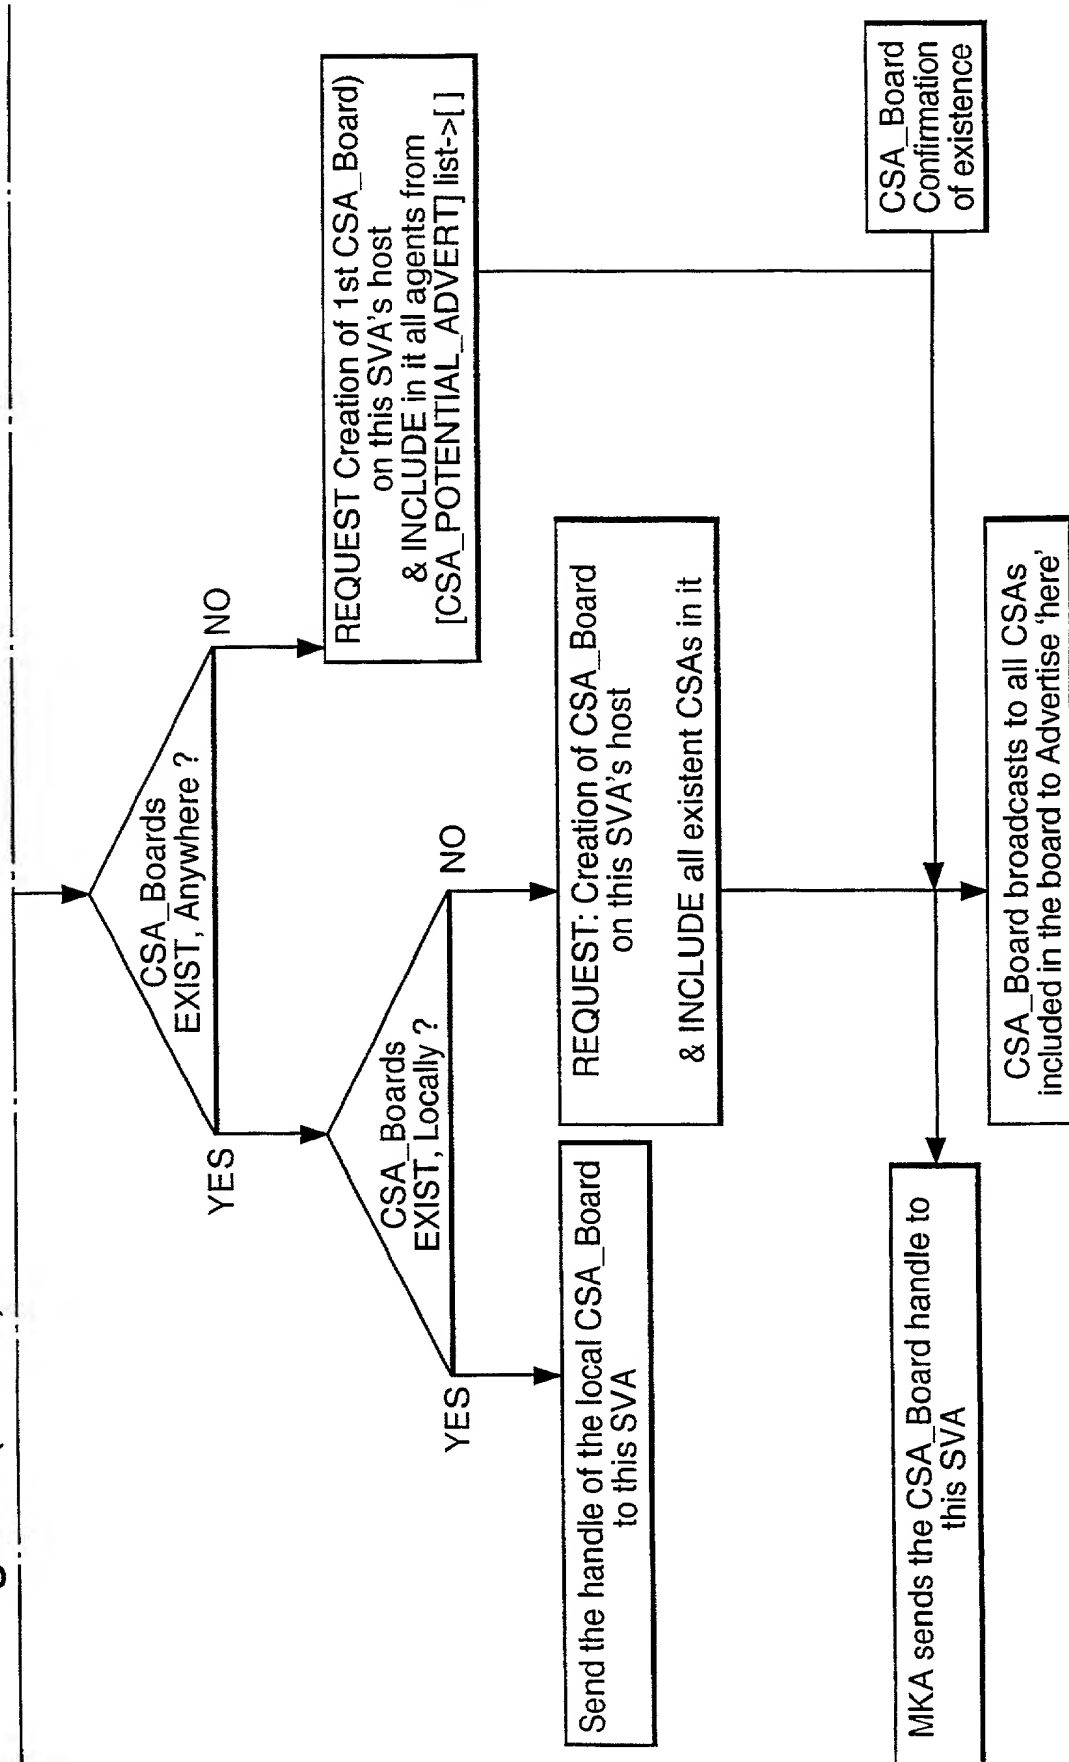 CSA_Boards
EXIST, Anywhere ?
YES
NO
REQUEST Creation of 1st CSA_Board)
on this SVA's host
& INCLUDE in it all agents from
[CSA_POTENTIAL_ADVERT] list->[ ]
CSA_Boards
EXIST, Locally ?
YES
NO
Send the handle of the local CSA_Board
to this SVA
REQUEST: Creation of CSA_Board
on this SVA's host
& INCLUDE all existent CSAs in it
CSA_Board
Confirmation
of existence
MKA sends the CSA_Board handle to
this SVA
CSA_Board broadcasts to all CSAs
included in the board to Advertise 'here'